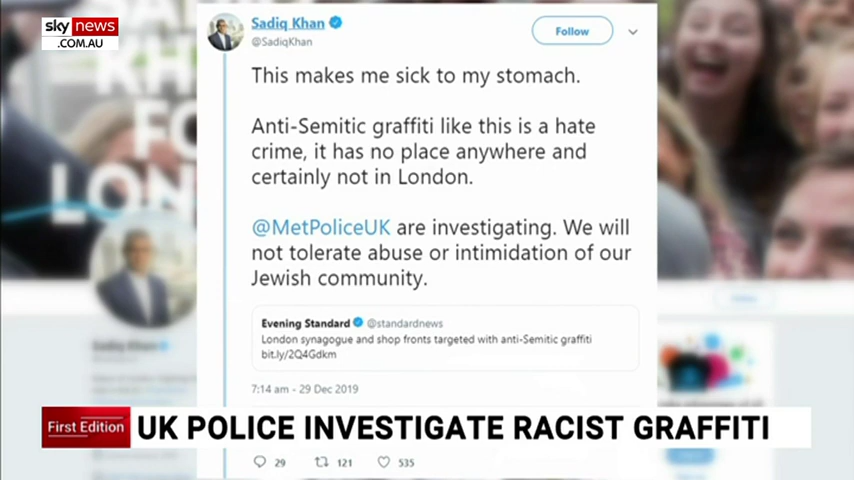 sky news
.COM.AU
Sadiq Khan
@SadiqKhan
Follow
This makes me sick to my stomach.
Anti-Semitic graffiti like this is a hate
crime, it has no place anywhere and
certainly not in London.
@MetPoliceUK are investigating. We will
not tolerate abuse or intimidation of our
Jewish community.
Evening Standard @standardnews
London synagogue and shop fronts targeted with anti-Semitic graffiti
bit.ly/2Q4Gdkm
7:14 am - 29 Dec 2019
First Edition
UK POLICE INVESTIGATE RACIST GRAFFITI
29 121 535
Sadiq Khan